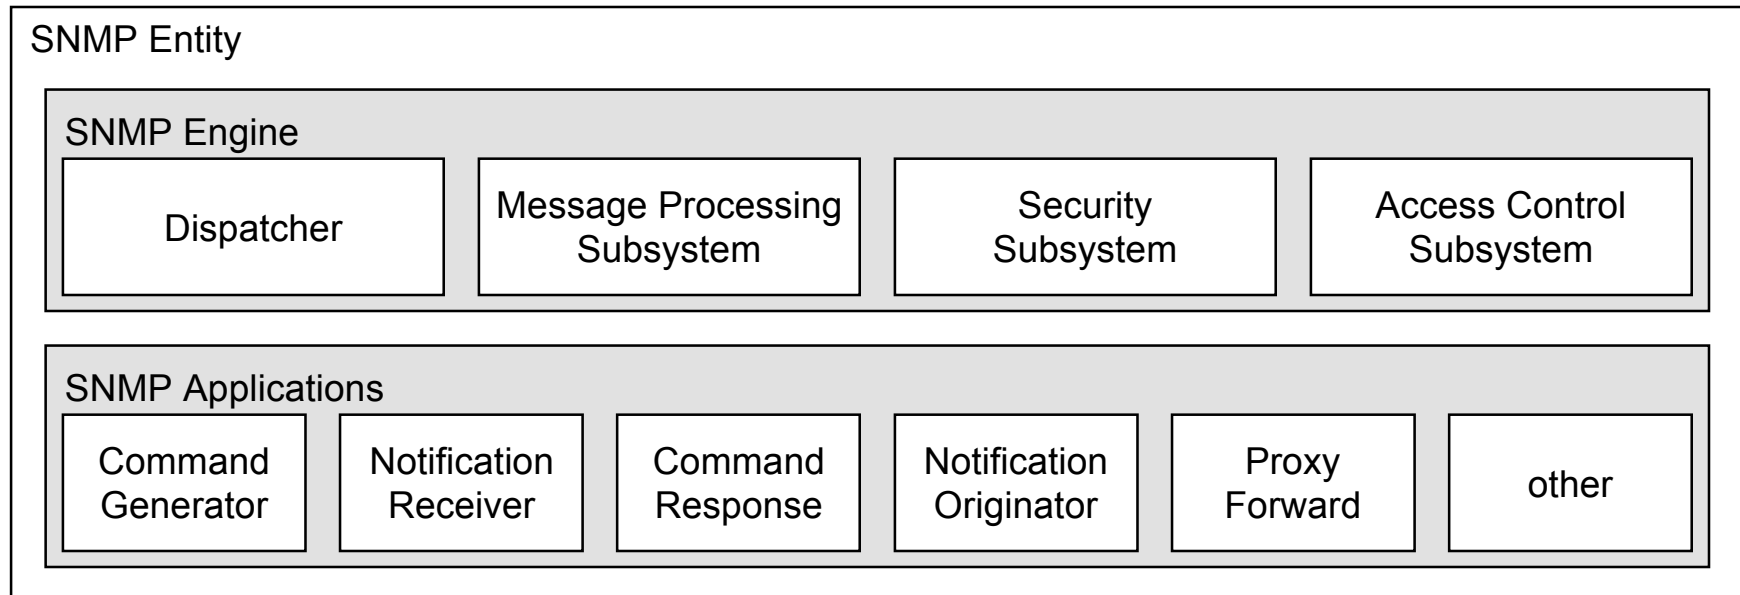 SNMP Entity
SNMP Engine
Dispatcher
Message Processing
Subsystem
Security
Subsystem
Access Control
Subsystem
SNMP Applications
Command
Generator
Notification
Receiver
Command
Response
Notification
Originator
Proxy
Forward
other